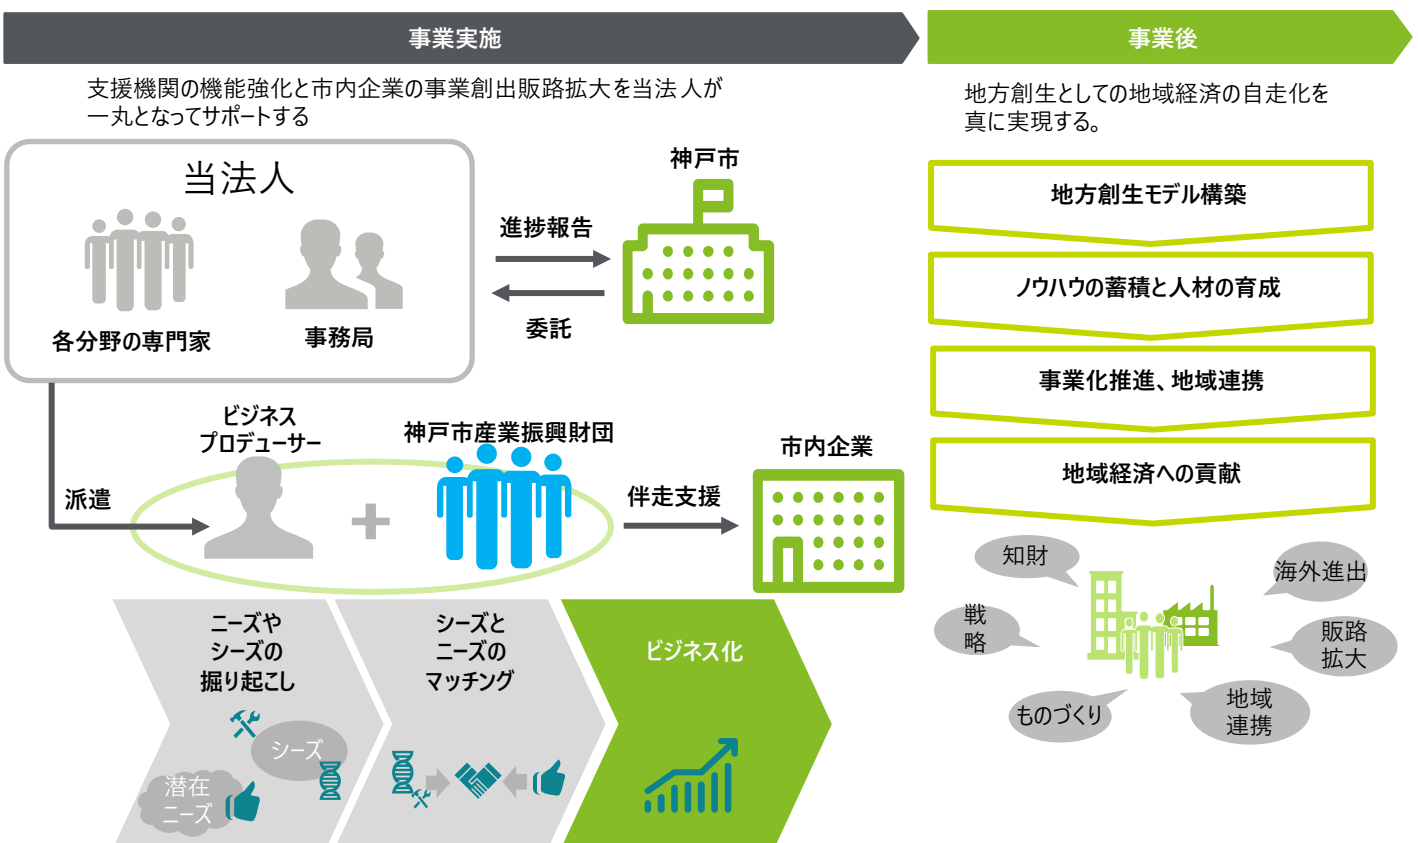 事業実施
支援機関の機能強化と市内企業の事業創出販路拡大を当法人が
一丸となってサポートする
当法人
各分野の専門家
事務局
進捗報告
委託
神戸市
派遣
ビジネス
プロデューサー
神戸市産業振興財団
伴走支援
市内企業
ニーズや
シーズの
掘り起こし
シーズ
潜在
ニーズ
シーズと
ニーズの
マッチング
ビジネス化
事業後
地方創生としての地域経済の自走化を
真に実現する。
地方創生モデル構築
ノウハウの蓄積と人材の育成
事業化推進、地域連携
地域経済への貢献
知財
海外進出
戦
略
販路
拡大
ものづくり
地域
連携